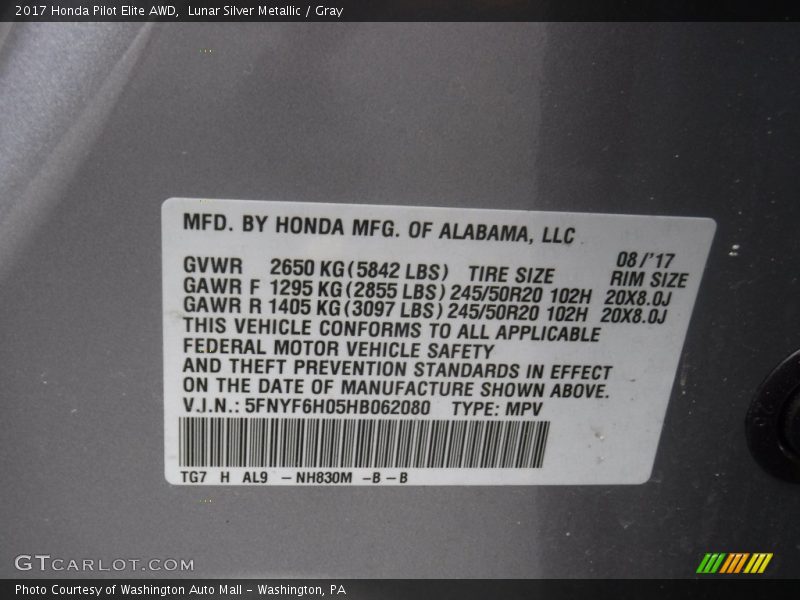 2017 Honda Pilot Elite AWD,  Lunar Silver Metallic / Gray
MFD. BY HONDA MFG. OF ALABAMA, LLC
08/'17
GVWR 2650 KG(5842 LBS) TIRE SIZE RIM SIZE
GAWR F 1295 KG(2855 LBS)245/50R20 102H 20X8.0J
GAWR R 1405 KG(3097 LBS)245/50R20 102H 20X8.0J
THIS VEHICLE CONFORMS TO ALL APPLICABLE
FEDERAL MOTOR VEHICLE SAFETY
AND THEFT PREVENTION STANDARDS IN EFFECT
ON THE DATE OF MANUFACTURE SHOWN ABOVE.
V.I.N.: 5FNYF6H05HB062080 TYPE: MPV
TG7 H AL9 –NH830M –B–B
GTCARLOT.COM
Photo Courtesy of Washington Auto Mall – Washington, PA